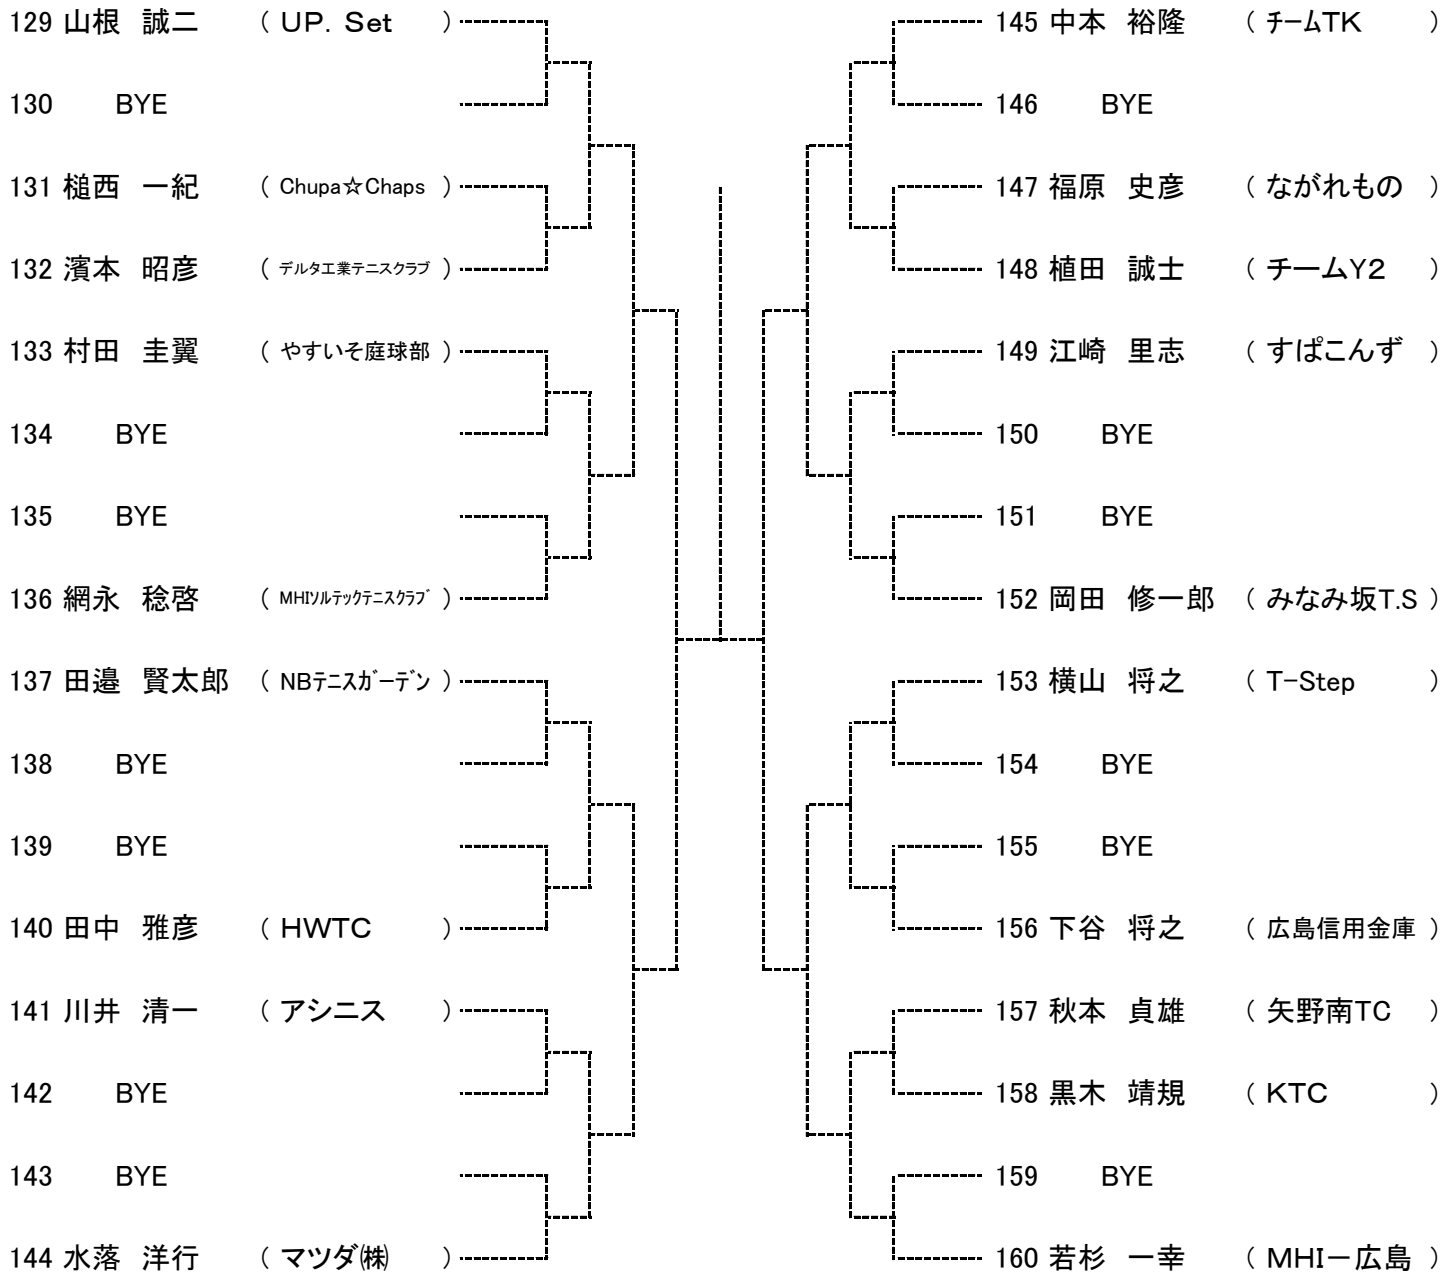 129 山根 誠二 ( UP. Set )
130 BYE
131 槌西 一紀 ( Chupa☆Chaps )
132 濱本 昭彦 ( デルタ工業テニスクラブ )
133 村田 圭翼 ( やすいそ庭球部 )
134 BYE
135 BYE
136 網永 稔啓 ( MHIソルテックテニスクラブ )
137 田邉 賢太郎 ( NBテニスガーデン )
138 BYE
139 BYE
140 田中 雅彦 ( HWTC )
141 川井 清一 ( アシニス )
142 BYE
143 BYE
144 水落 洋行 ( マツダ㈱ )
145 中本 裕隆 ( チームTK )
146 BYE
147 福原 史彦 ( ながれもの )
148 植田 誠士 ( チームY2 )
149 江崎 里志 ( すぱこんず )
150 BYE
151 BYE
152 岡田 修一郎 ( みなみ坂T.S )
153 横山 将之 ( T-Step )
154 BYE
155 BYE
156 下谷 将之 ( 広島信用金庫 )
157 秋本 貞雄 ( 矢野南TC )
158 黒木 靖規 ( KTC )
159 BYE
160 若杉 一幸 ( MHI－広島 )